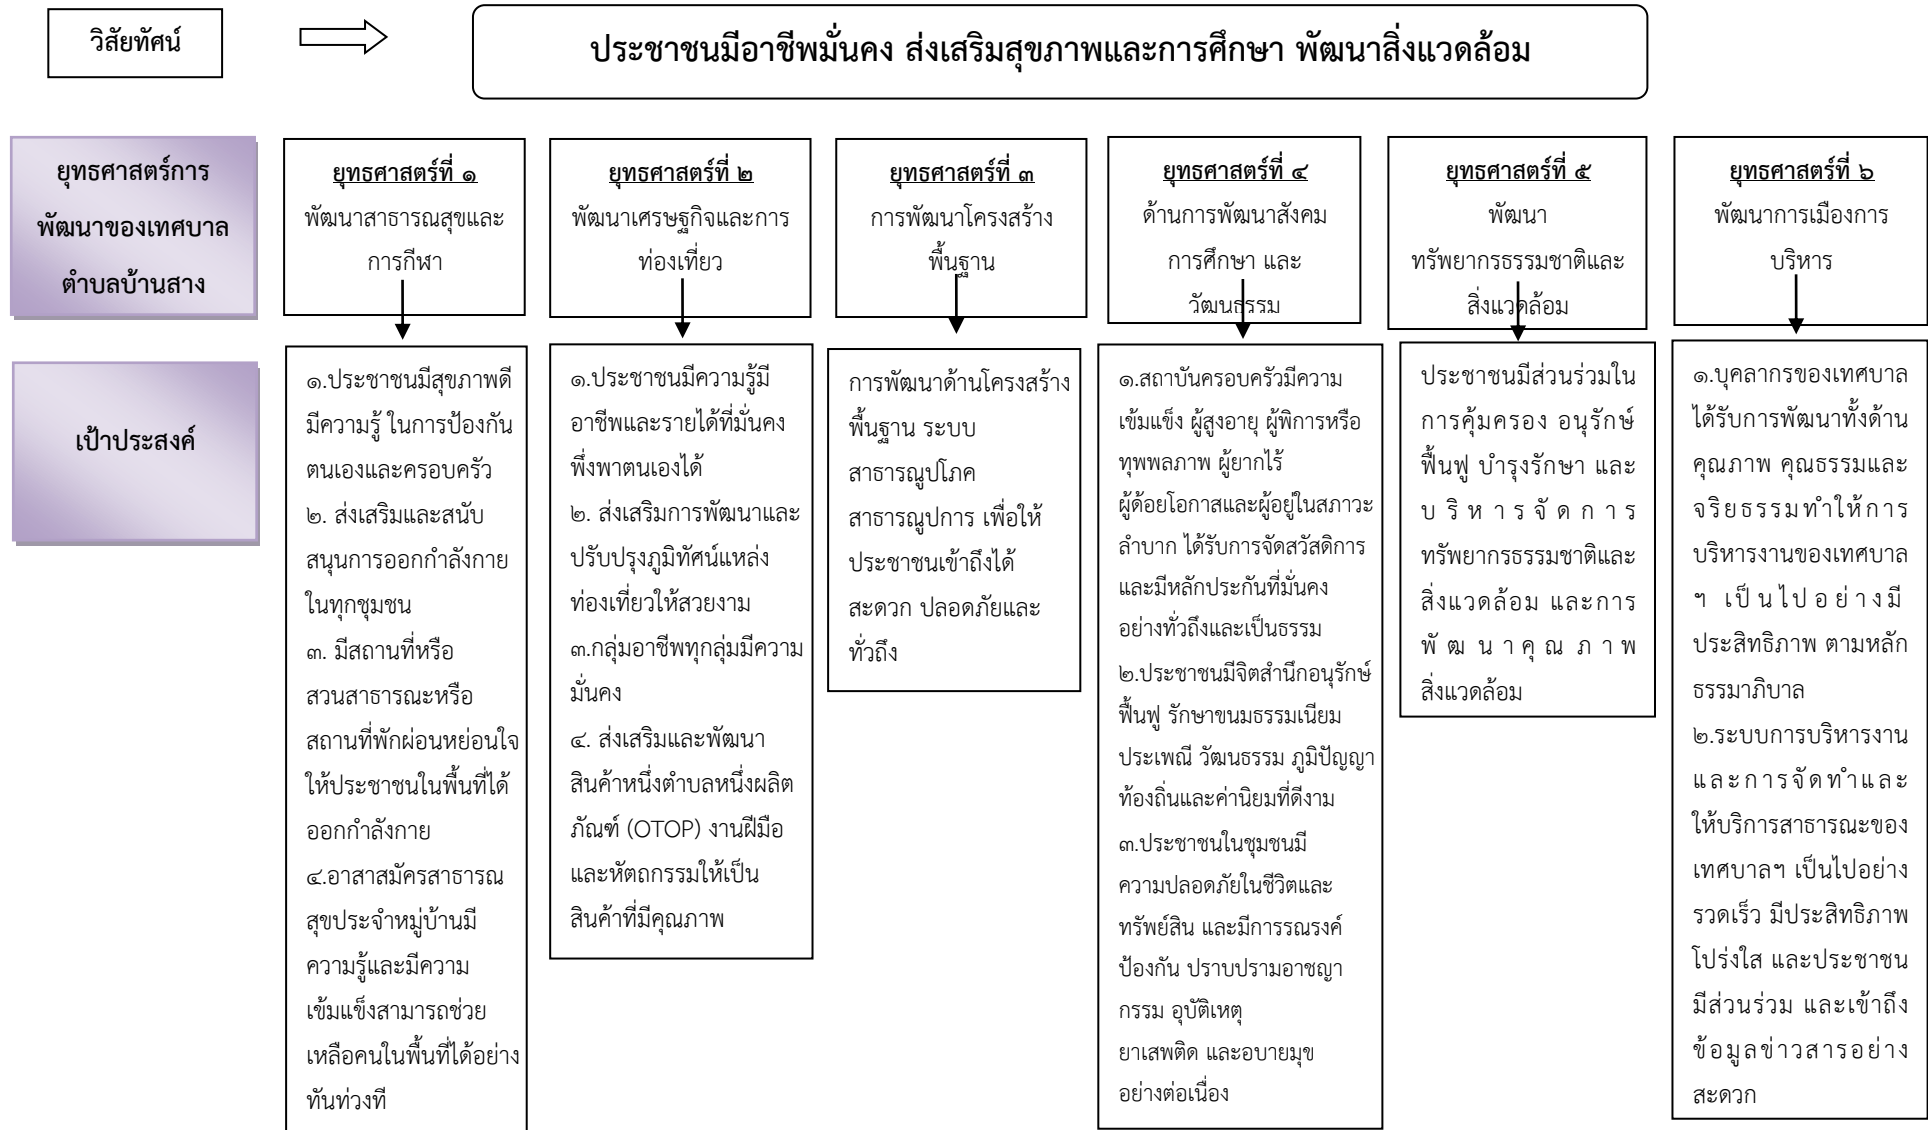 วิสัยทัศน์
ประชาชนมีอาชีพมั่นคง ส่งเสริมสุขภาพและการศึกษา พัฒนาสิ่งแวดล้อม
ยุทธศาสตร์การ
พัฒนาของเทศบาล
ตำบลบ้านสาง
ยุทธศาสตร์ที่ ๑
พัฒนาสาธารณสุขและ
การกีฬา
ยุทธศาสตร์ที่ ๒
พัฒนาเศรษฐกิจและการ
ท่องเที่ยว
ยุทธศาสตร์ที่ ๓
การพัฒนาโครงสร้าง
พื้นฐาน
ยุทธศาสตร์ที่ ๔
ด้านการพัฒนาสังคม
การศึกษา และ
วัฒนธรรม
ยุทธศาสตร์ที่ ๕
พัฒนา
ทรัพยากรธรรมชาติและ
สิ่งแวดล้อม
ยุทธศาสตร์ที่ ๖
พัฒนาการเมืองการ
บริหาร
เป้าประสงค์
๑.ประชาชนมีสุขภาพดี
มีความรู้ ในการป้องกัน
ตนเองและครอบครัว
๒. ส่งเสริมและสนับ
สนุนการออกกำลังกาย
ในทุกชุมชน
๓. มีสถานที่หรือ
สวนสาธารณะหรือ
สถานที่พักผ่อนหย่อนใจ
ให้ประชาชนในพื้นที่ได้
ออกกำลังกาย
๔.อาสาสมัครสาธารณ
สุขประจำหมู่บ้านมี
ความรู้และมีความ
เข้มแข็งสามารถช่วย
เหลือคนในพื้นที่ได้อย่าง
ทันท่วงที
๑.ประชาชนมีความรู้มี
อาชีพและรายได้ที่มั่นคง
พึ่งพาตนเองได้
๒. ส่งเสริมการพัฒนาและ
ปรับปรุงภูมิทัศน์แหล่ง
ท่องเที่ยวให้สวยงาม
๓.กลุ่มอาชีพทุกลุ่มมีความ
มั่นคง
๔. ส่งเสริมและพัฒนา
สินค้าหนึ่งตำบลหนึ่งผลิต
ภัณฑ์ (OTOP) งานฝีมือ
และหัตถกรรมให้เป็น
สินค้าที่มีคุณภาพ
การพัฒนาด้านโครงสร้าง
พื้นฐาน ระบบ
สาธารณูปโภค
สาธารณูปการ เพื่อให้
ประชาชนเข้าถึงได้
สะดวก ปลอดภัยและ
ทั่วถึง
๑.สถาบันครอบครัวมีความ
เข้มแข็ง ผู้สูงอายุ ผู้พิการหรือ
ทุพพลภาพ ผู้ยากไร้
ผู้ด้อยโอกาสและผู้อยู่ในสภาวะ
ลำบาก ได้รับการจัดสวัสดิการ
และมีหลักประกันที่มั่นคง
อย่างทั่วถึงและเป็นธรรม
๒.ประชาชนมีจิตสำนึกอนุรักษ์
ฟื้นฟู รักษาขนมธรรมเนียม
ประเพณี วัฒนธรรม ภูมิปัญญา
ท้องถิ่นและค่านิยมที่ดีงาม
๓.ประชาชนในชุมชนมี
ความปลอดภัยในชีวิตและ
ทรัพย์สิน และมีการรณรงค์
ป้องกัน ปราบปรามอาชญา
กรรม อุบัติเหตุ
ยาเสพติด และอบายมุข
อย่างต่อเนื่อง
ประชาชนมีส่วนร่วมใน
การคุ้มครอง อนุรักษ์
ฟื้นฟู บำรุงรักษา และ
บริหารจัดการ
ทรัพยากรธรรมชาติและ
สิ่งแวดล้อม และการ
พัฒนาคุณภาพ
สิ่งแวดล้อม
๑.บุคลากรของเทศบาล
ได้รับการพัฒนาทั้งด้าน
คุณภาพ คุณธรรมและ
จริยธรรมทำให้การ
บริหารงานของเทศบาล
ฯ เป็นไปอย่างมี
ประสิทธิภาพ ตามหลัก
ธรรมาภิบาล
๒.ระบบการบริหารงาน
และการจัดทำและ
ให้บริการสาธารณะของ
เทศบาลฯ เป็นไปอย่าง
รวดเร็ว มีประสิทธิภาพ
โปร่งใส และประชาชน
มีส่วนร่วม และเข้าถึง
ข้อมูลข่าวสารอย่าง
สะดวก